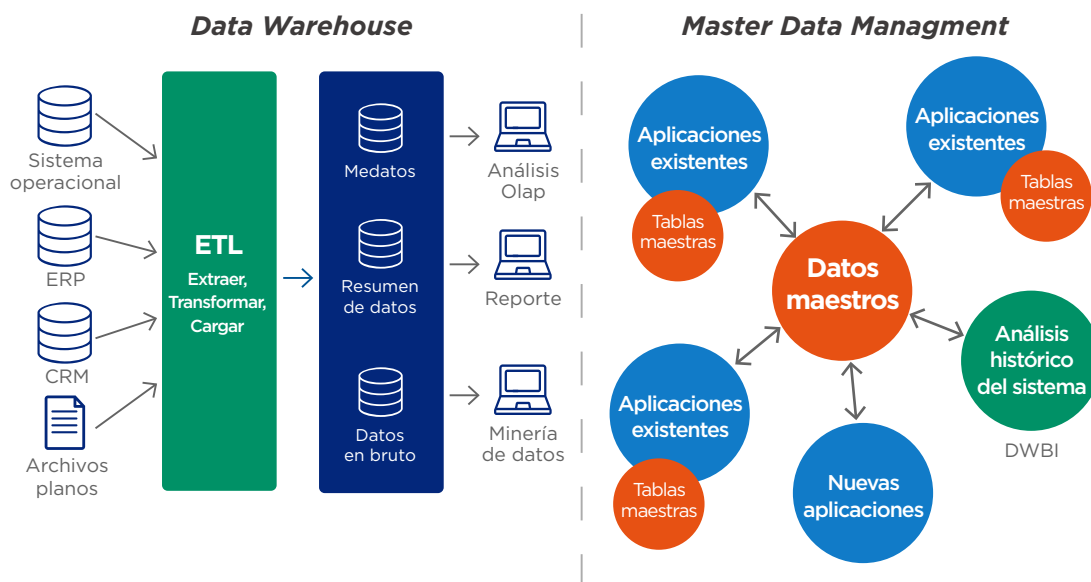 Data Warehouse
Sistema
operacional
ERP
CRM
Archivos
planos
ETL
Extraer,
Transformar,
Cargar
Medatos
Resumen
de datos
Datos
en bruto
Análisis
Olap
Reporte
Minería
de datos
Master Data Managment
Aplicaciones
existentes
Tablas
maestras
Aplicaciones
existentes
Tablas
maestras
Datos
maestros
Aplicaciones
existentes
Tablas
maestras
Nuevas
aplicaciones
Análisis
histórico
del sistema
DWBI